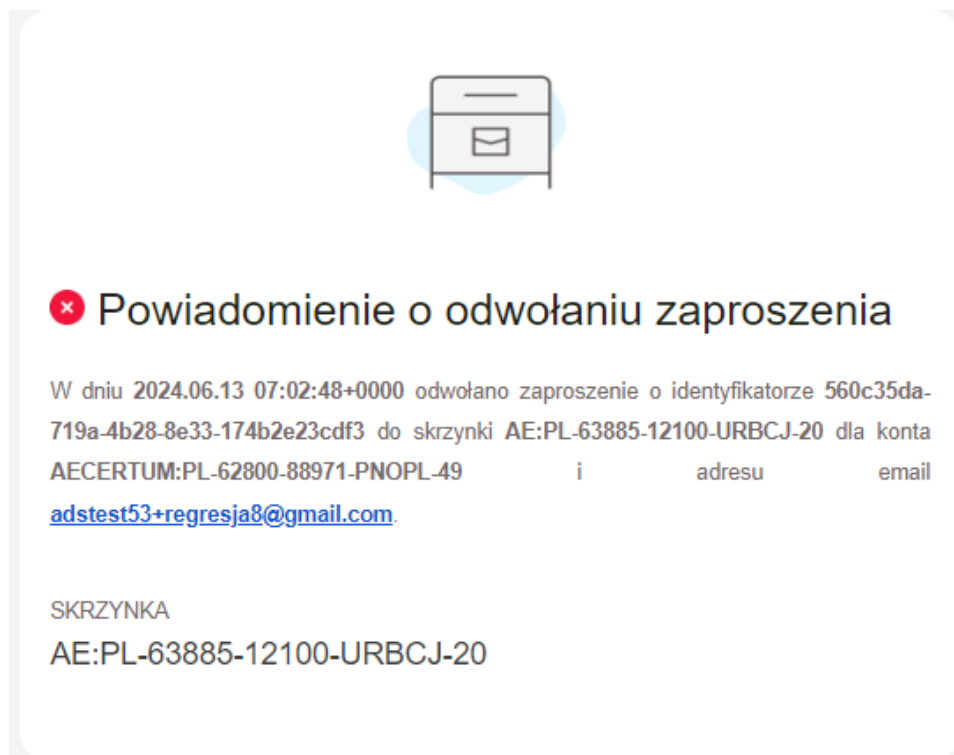 Powiadomienie o odwołaniu zaproszenia
W dniu 2024.06.13 07:02:48+0000 odwołano zaproszenie o identyfikatorze 560c35da-
719a-4b28-8e33-174b2e23cdf3 do skrzynki AE:PL-63885-12100-URBCJ-20 dla konta
AECERTUM:PL-62800-88971-PNOPL-49 i adresu email
adstest53+regresja8@gmail.com.
SKRZYNKA
AE:PL-63885-12100-URBCJ-20